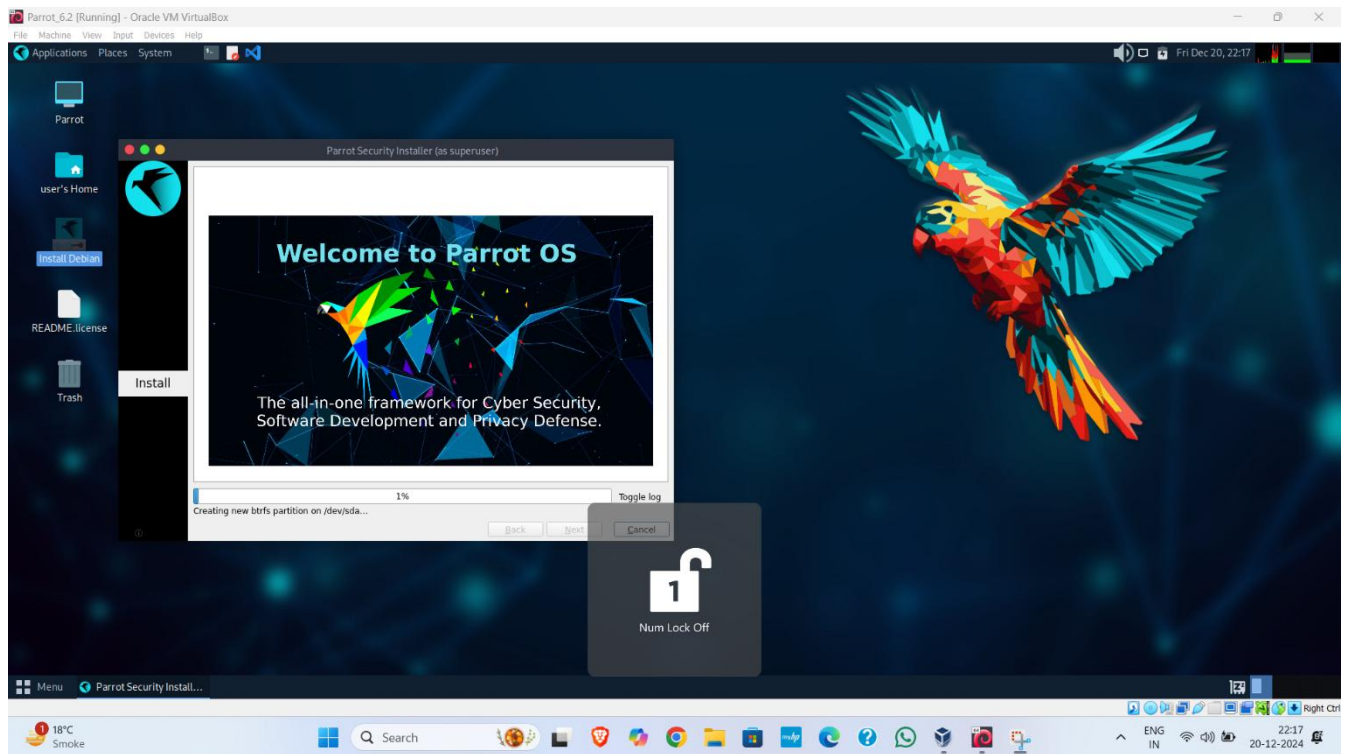 Parrot_6.2 [Running] - Oracle VM VirtualBox
File Machine View Input Devices Help
Applications Places System
Fri Dec 20, 22:17
Parrot
user's Home
Install Debian
README.license
Trash
Parrot Security Installer (as superuser)
Install
Welcome to Parrot OS
The all-in-one framework for Cyber Security,
Software Development and Privacy Defense.
1%
Toggle log
Creating new btrfs partition on /dev/sda...
Back Next Cancel
1
Num Lock Off
Menu Parrot Security Install...
Right Ctrl
1
18°C
Smoke
Search
ENG
IN
22:17
20-12-2024